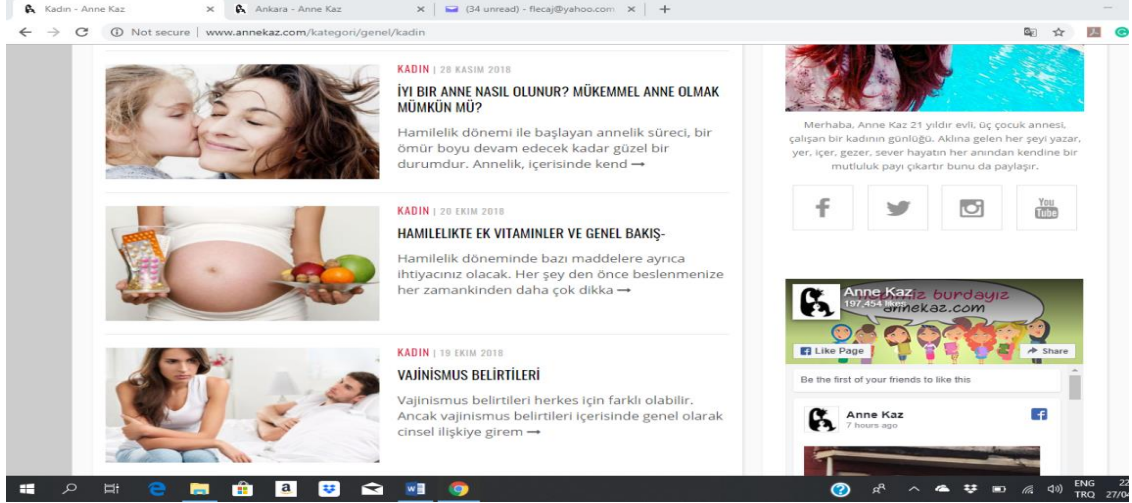 Kadın - Anne Kaz
Ankara - Anne Kaz
(34 unread) - flecaj@yahoo.com
Not secure | www.annekaz.com/kategori/genel/kadin
KADIN | 28 KASIM 2018
İYI BIR ANNE NASIL OLUNUR? MÜKEMMEL ANNE OLMAK
MÜMKÜN MÜ?
Hamilelik dönemi ile başlayan annelik süreci, bir
ömür boyu devam edecek kadar güzel bir
durumdur. Annelik, içerisinde kend →
KADIN | 20 EKIM 2018
HAMILELIKTE EK VITAMINLER VE GENEL BAKIŞ-
Hamilelik döneminde bazı maddelere ayrıca
ihtiyacınız olacak. Her şey den önce beslenmenize
her zamankinden daha çok dikka →
KADIN | 19 EKIM 2018
VAJİNİSMUS BELİRTİLERİ
Vajinismus belirtileri herkes için farklı olabilir.
Ancak vajinismus belirtileri içerisinde genel olarak
cinsel ilişkiye girem →
Merhaba, Anne Kaz 21 yıldır evli, üç çocuk annesi,
çalışan bir kadının günlüğü. Aklına gelen her şeyi yazar,
yer, içer, gezer, sever hayatın her anından kendine bir
mutluluk payı çıkartır bunu da paylaşır.
You
Tube
Anne Kaz
197,454 likes
hepimiz burdayız
annekaz.com
Like Page
Share
Be the first of your friends to like this
Anne Kaz
7 hours ago
ENG
TRQ
22
27/04